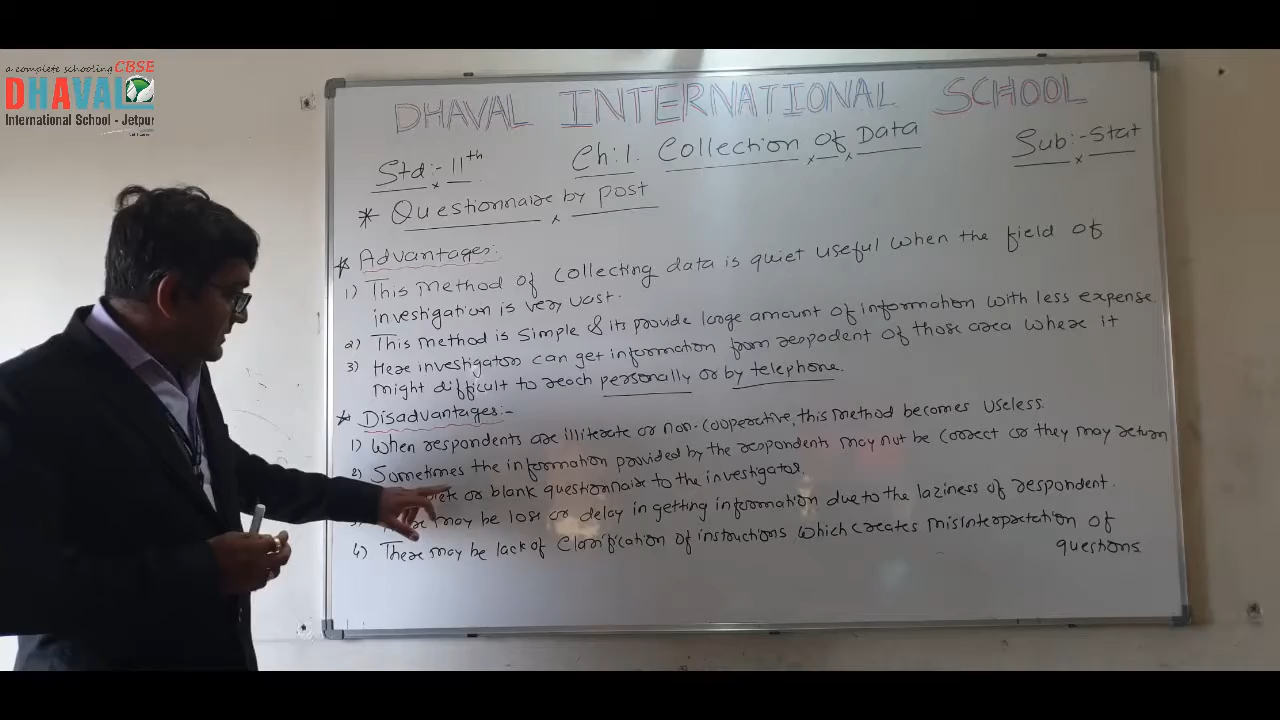 a complete schooling CBSE
DHAVAL
International School - Jetpur
DHAVAL INTERNATIONAL SCHOOL
Std:- 11th Ch:1. Collection of Data Sub:- Stat
* Questionnaire by post
* Advantages:
1) This method of collecting data is quiet useful when the field of
investigation is very vast.
2) This method is simple & its provide large amount of information with less expense.
3) Here investigator can get information from respodent of those area where it
might difficult to reach personally or by telephone.
* Disadvantages:-
1) When respondents are illiterate or non-cooperative, this method becomes useless.
2) Sometimes the information provided by the respondents may not be correct or they may return
or blank questionnaire to the investigator.
may be loss or delay in getting information due to the laziness of respondent.
4) There may be lack of clarification of instructions which creates misinterpretation of
questions.